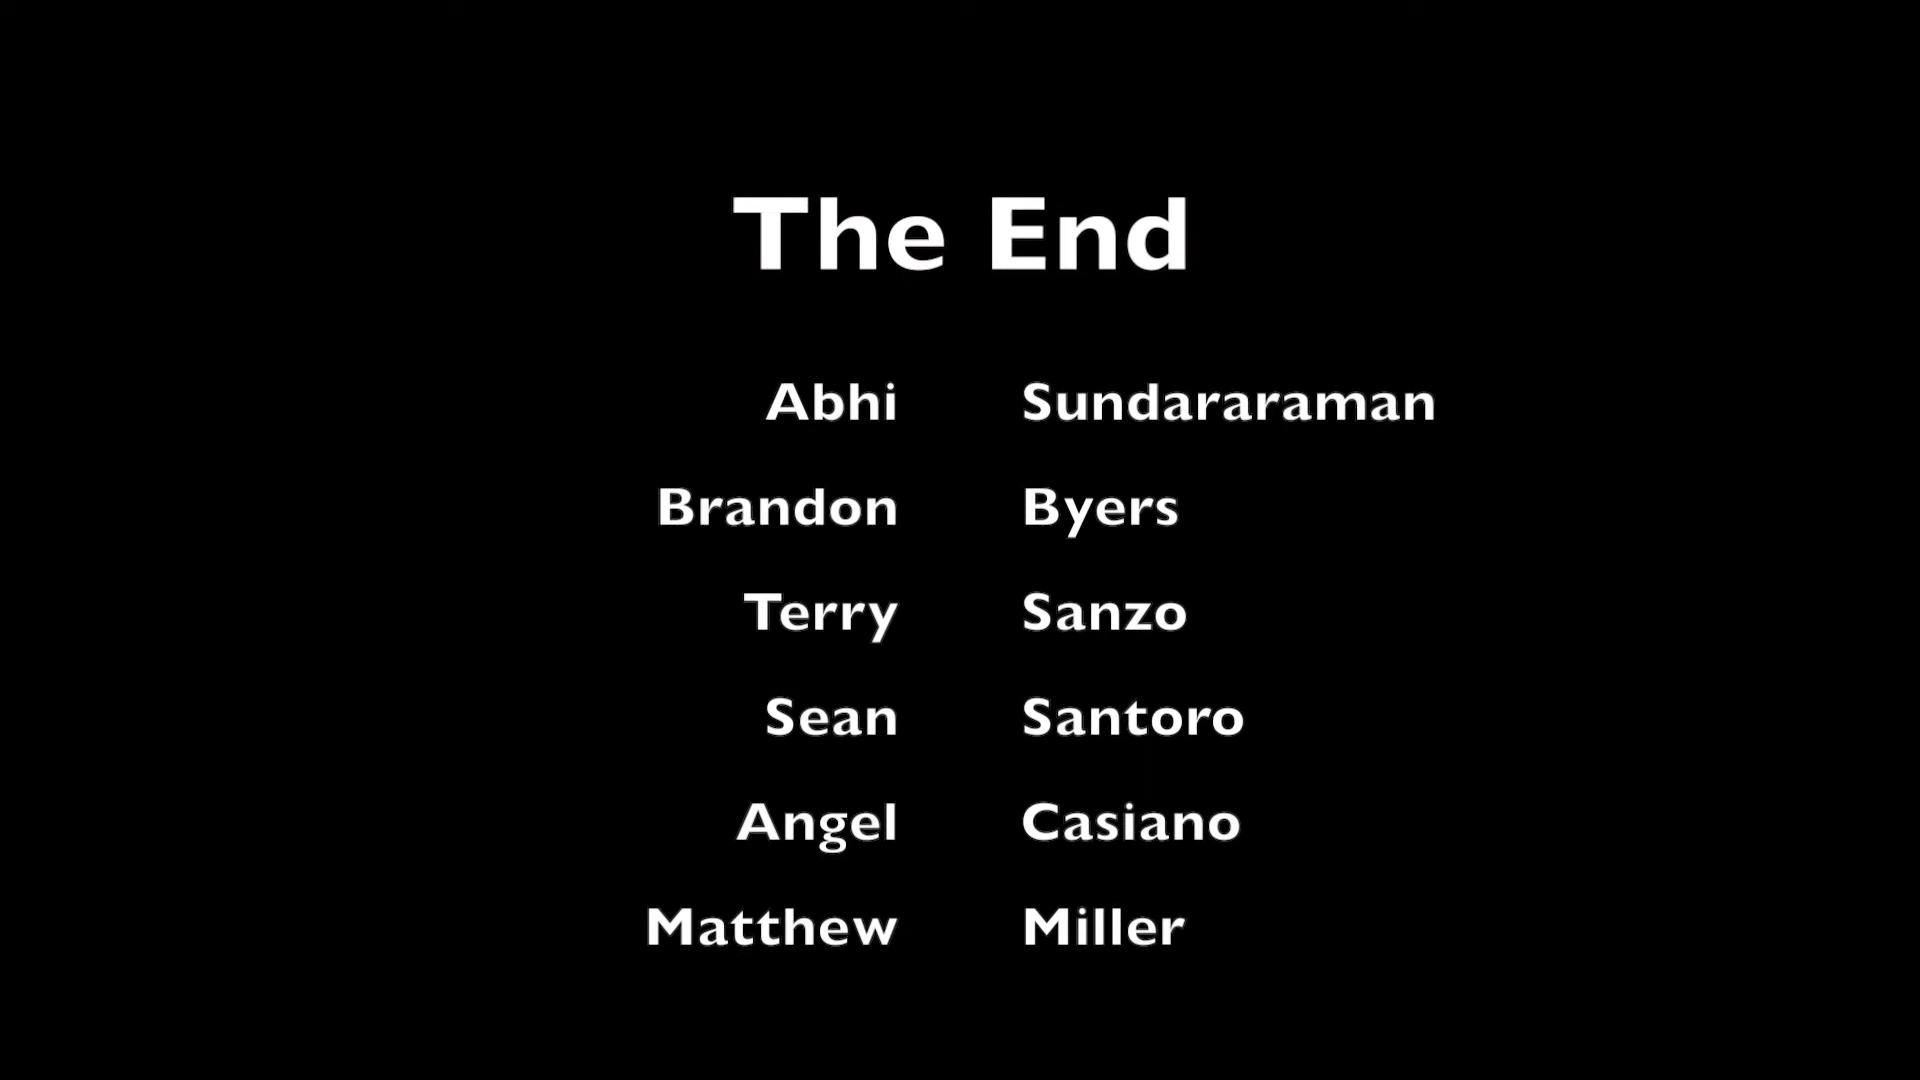 The End
Abhi Sundararaman
Brandon Byers
Terry Sanzo
Sean Santoro
Angel Casiano
Matthew Miller